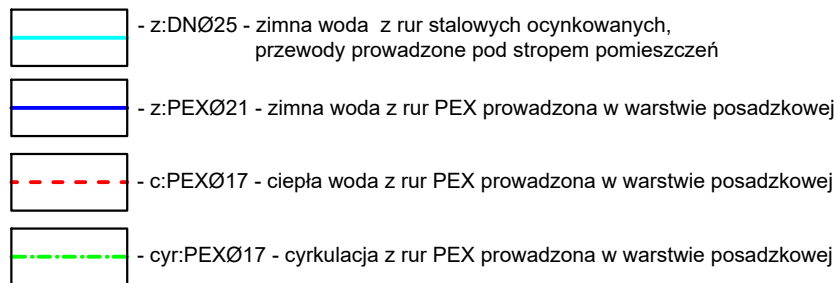 - z:DNØ25 - zimna woda z rur stalowych ocynkowanych,
przewody prowadzone pod stropem pomieszczeń
- z:PEXØ21 - zimna woda z rur PEX prowadzona w warstwie posadzkowej
- c:PEXØ17 - ciepła woda z rur PEX prowadzona w warstwie posadzkowej
- cyr:PEXØ17 - cyrkulacja z rur PEX prowadzona w warstwie posadzkowej